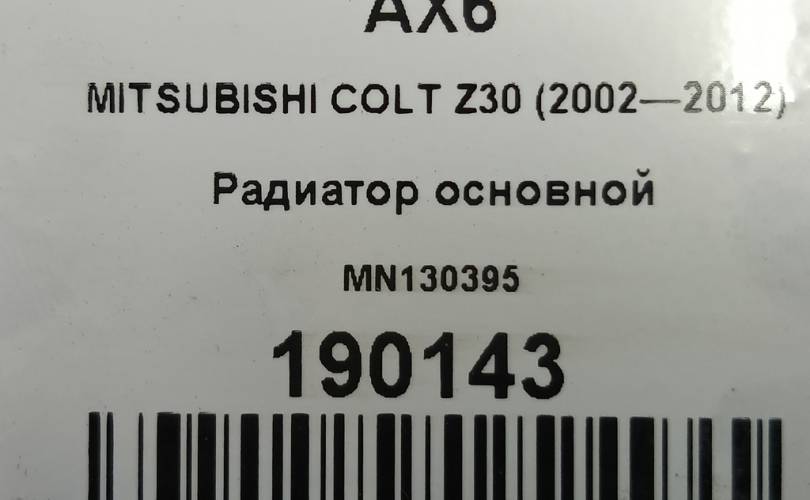 AX6
MITSUBISHI COLT Z30 (2002—2012)
Радиатор основной
MN130395
190143